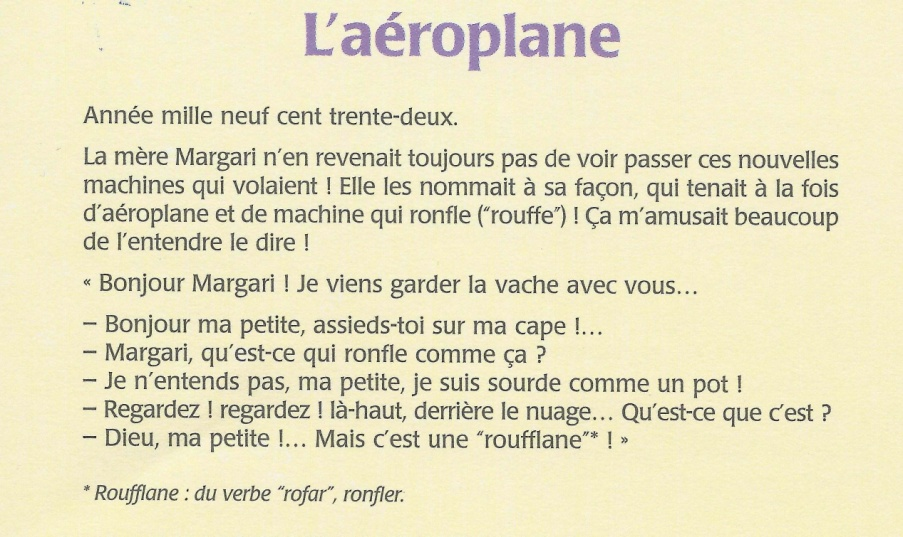 L'aéroplane
Année mille neuf cent trente-deux.
La mère Margari n'en revenait toujours pas de voir passer ces nouvelles
machines qui volaient ! Elle les nommait à sa façon, qui tenait à la fois
d'aéroplane et de machine qui ronfle ("rouffe") ! Ça m'amusait beaucoup
de l'entendre le dire !
« Bonjour Margari ! Je viens garder la vache avec vous…
– Bonjour ma petite, assieds-toi sur ma cape !…
– Margari, qu'est-ce qui ronfle comme ça ?
– Je n'entends pas, ma petite, je suis sourde comme un pot !
– Regardez ! regardez ! là-haut, derrière le nuage… Qu'est-ce que c'est ?
– Dieu, ma petite !… Mais c'est une "roufflane"* ! »
* Roufflane : du verbe "rofar", ronfler.